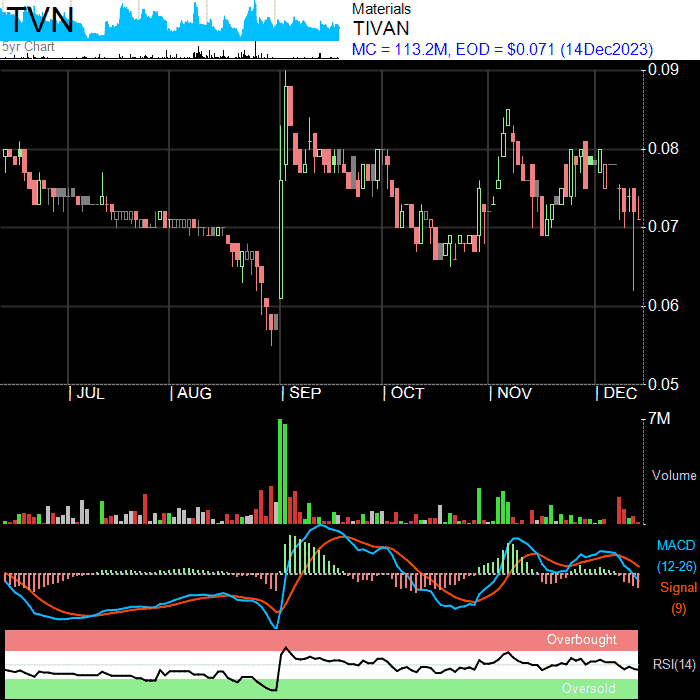 TVN
5yr Chart
Materials
TIVAN
MC = 113.2M, EOD = $0.071 (14Dec2023)
0.09
0.08
0.07
0.06
0.05
| JUL | AUG | SEP | OCT | NOV | DEC
7M
Volume
MACD
(12-26)
Signal
(9)
Overbought
RSI(14)
Oversold